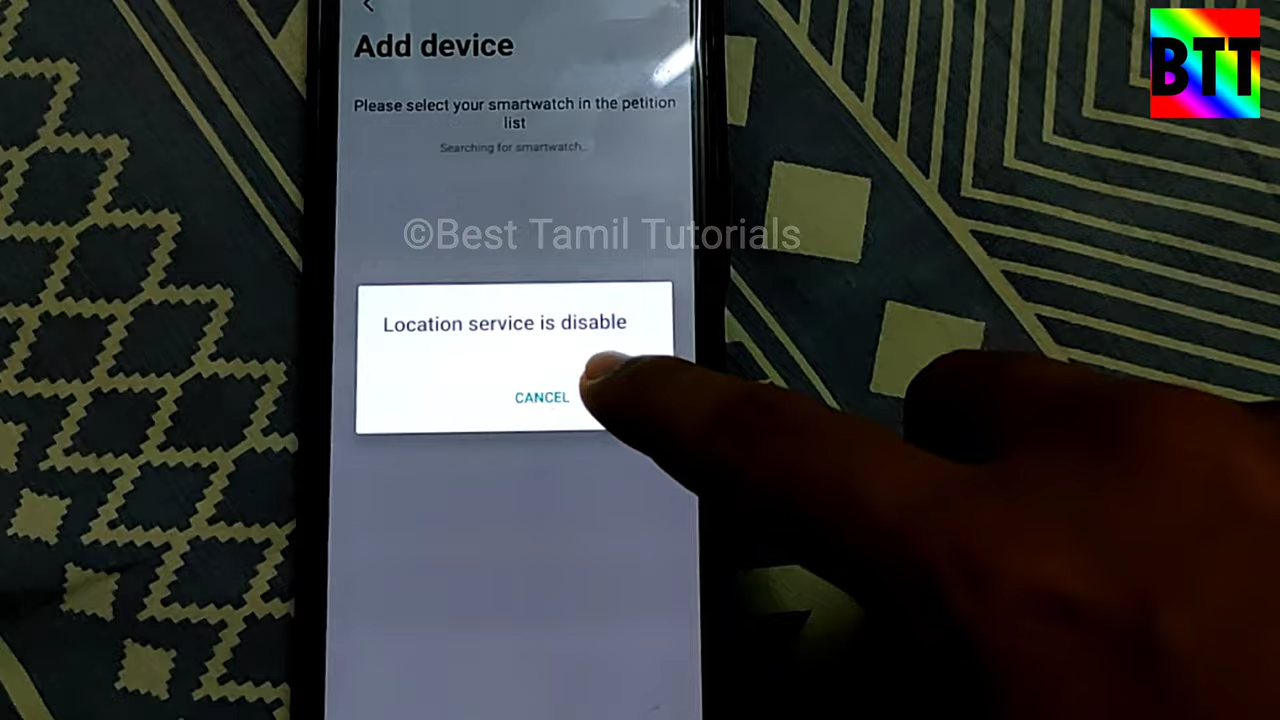 BTT
Add device
Please select your smartwatch in the petition
list
Searching for smartwatch..
©Best Tamil Tutorials
Location service is disable
CANCEL